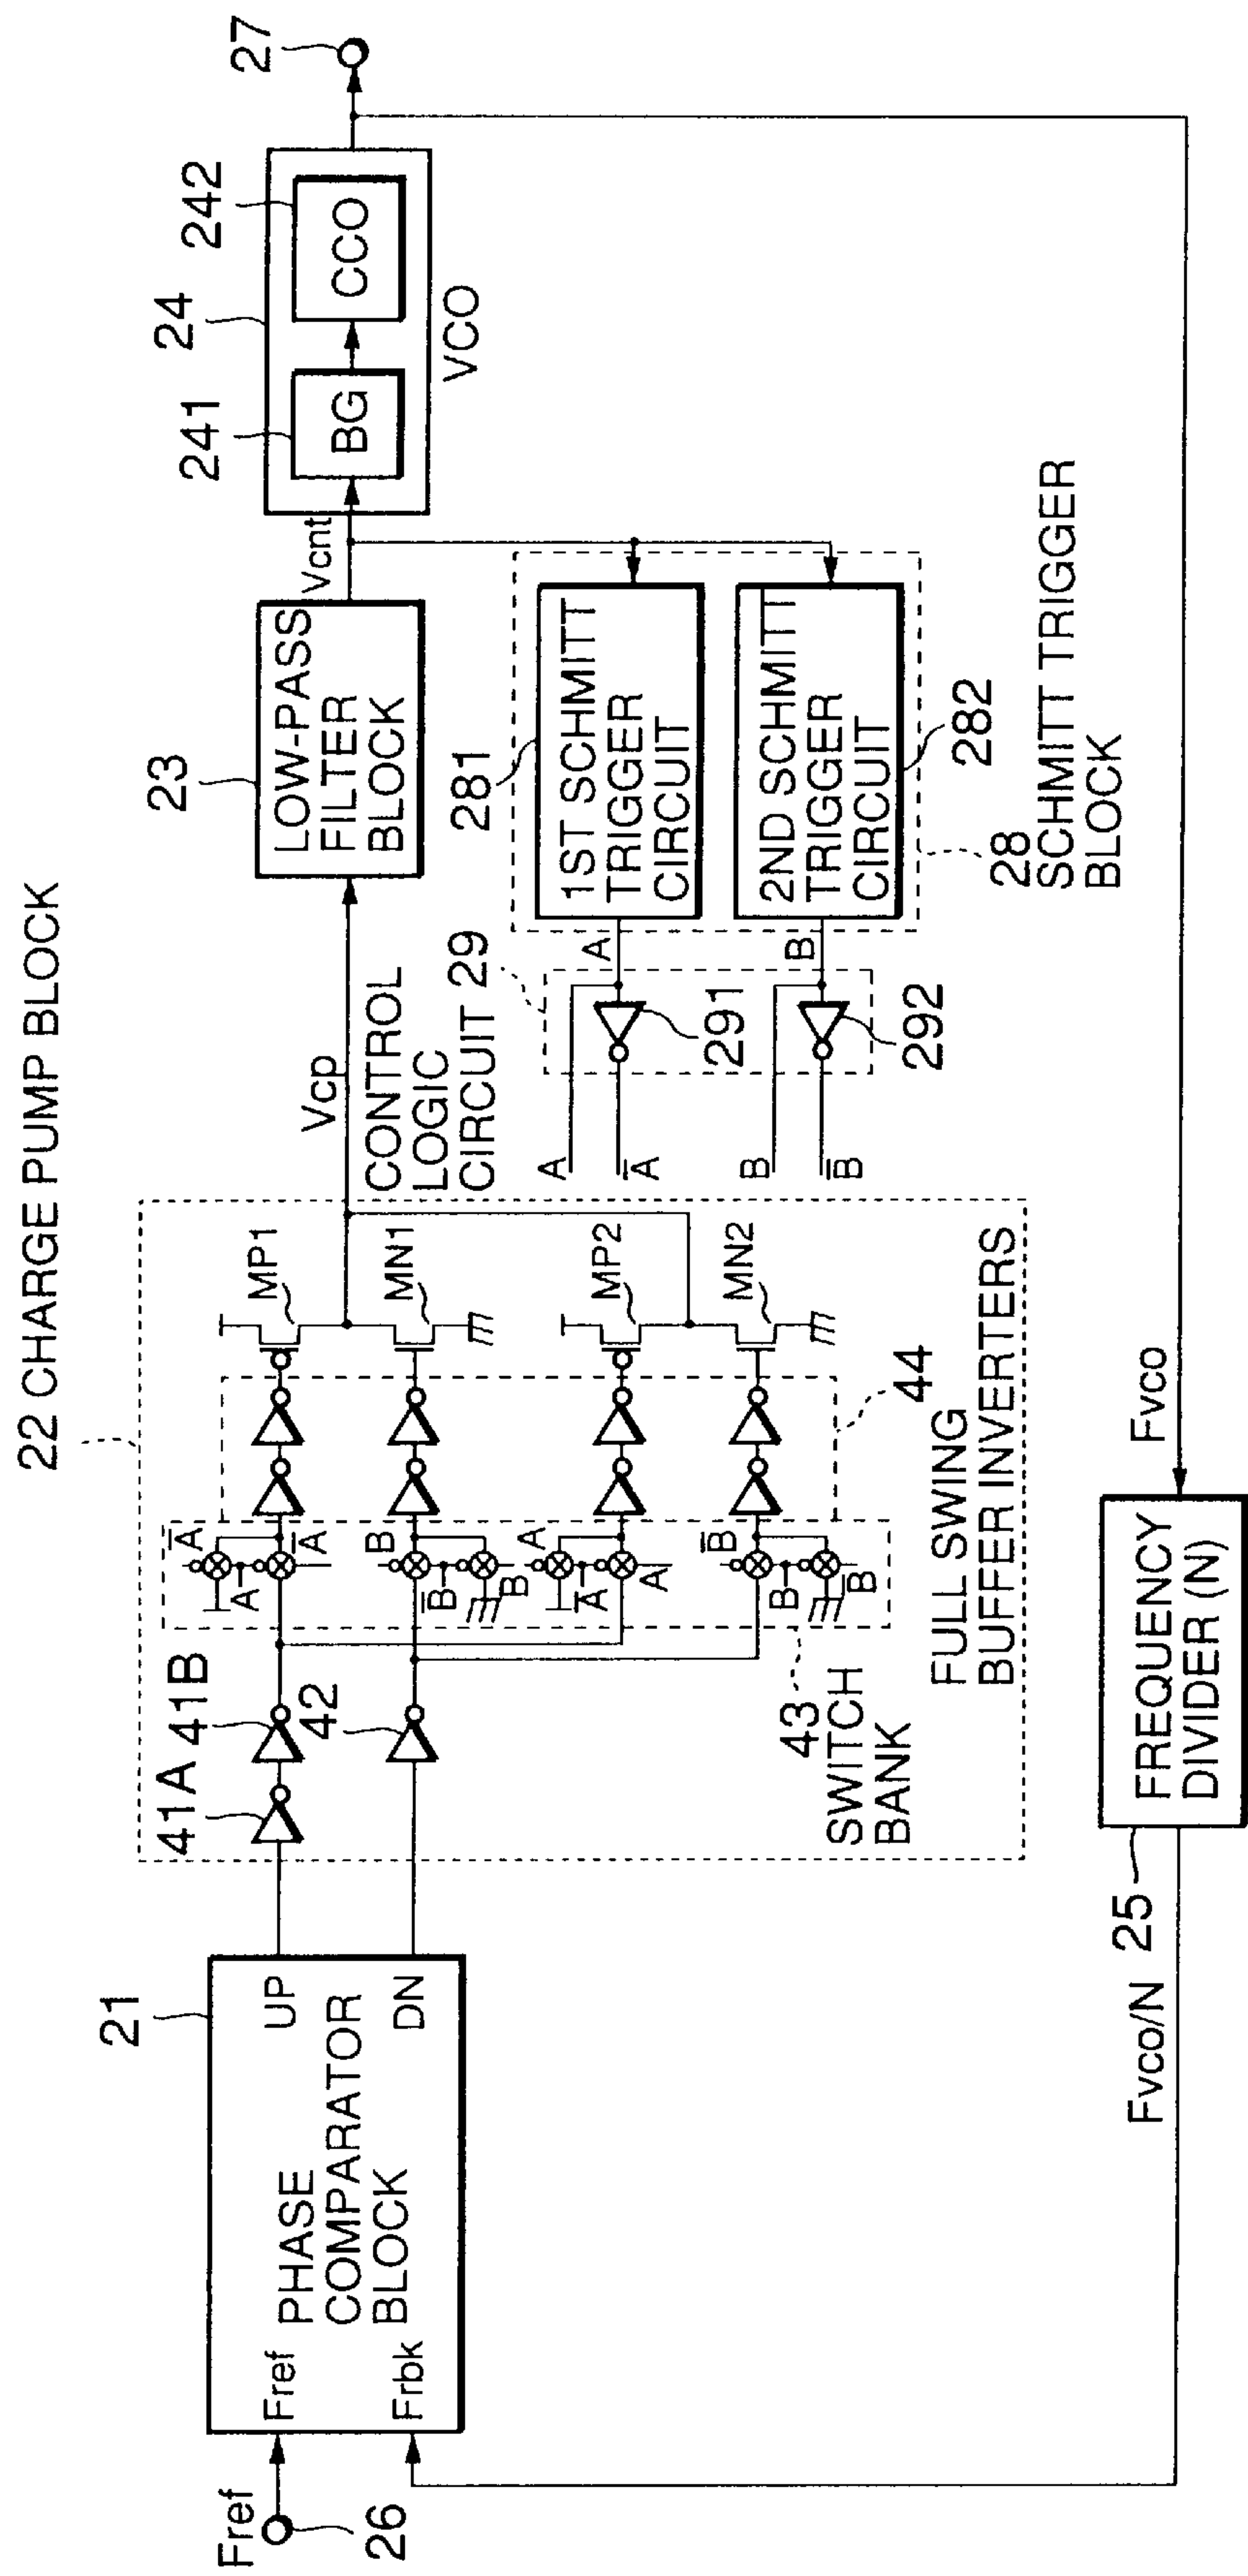 22 CHARGE PUMP BLOCK
Fref
26
21
Fref
Frbk
PHASE
COMPARATOR
BLOCK
UP
DN
41A
41B
42
A̅
A
A̅
B
B̅
B
A
A̅
A
B̅
B
B̅
43
SWITCH
BANK
44
FULL SWING
BUFFER INVERTERS
MP1
MN1
MP2
MN2
Vcp
CONTROL
LOGIC
CIRCUIT 29
A
A̅
B
B̅
291
292
A
B
23
LOW-PASS
FILTER
BLOCK
Vcnt
281
1ST SCHMITT
TRIGGER
CIRCUIT
2ND SCHMITT
TRIGGER
CIRCUIT
282
28
SCHMITT TRIGGER
BLOCK
24
241
BG
242
CCO
VCO
27
Fvco
FREQUENCY
DIVIDER (N)
25
Fvco/N